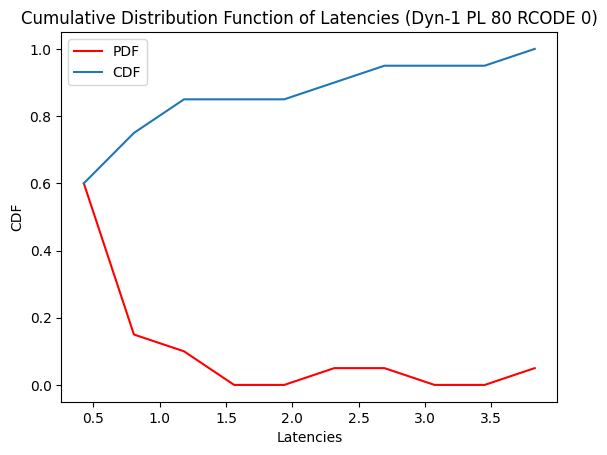 Cumulative Distribution Function of Latencies (Dyn-1 PL 80 RCODE 0)
PDF
CDF
1.0
0.8
0.6
0.4
0.2
0.0
CDF
0.5
1.0
1.5
2.0
2.5
3.0
3.5
Latencies